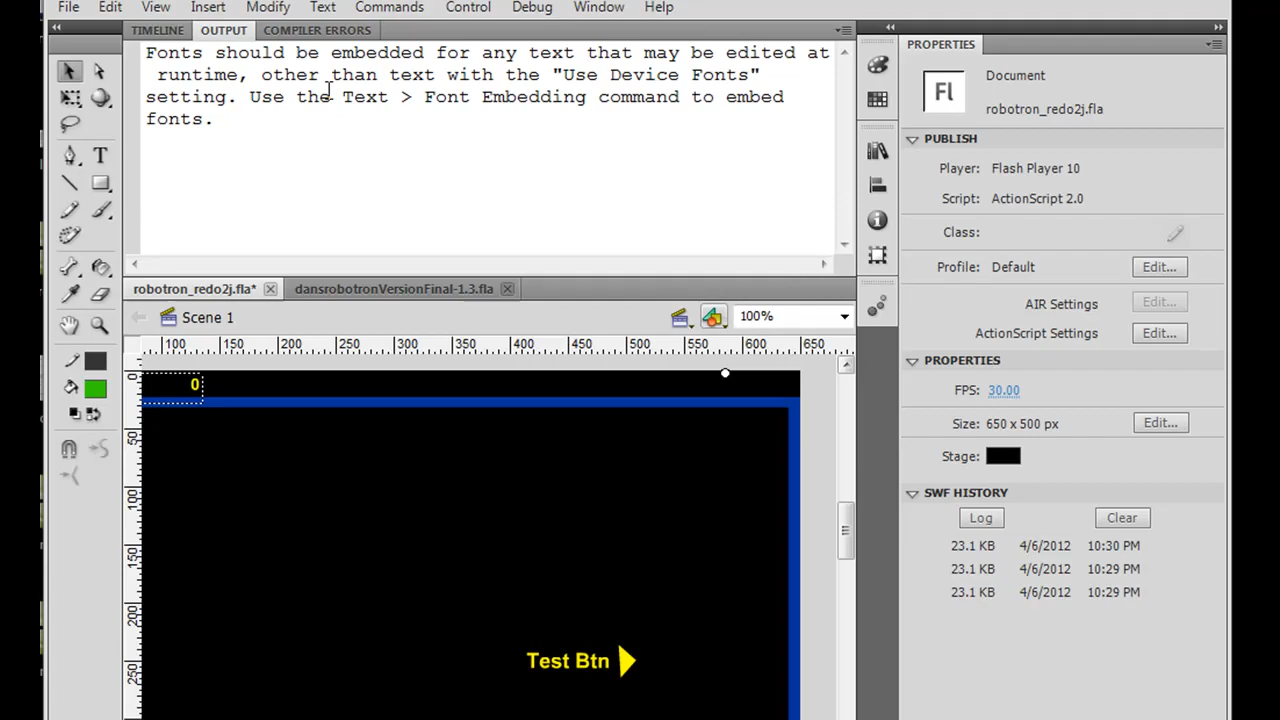 File Edit View Insert Modify Text Commands Control Debug Window Help
TIMELINE OUTPUT COMPILER ERRORS
Fonts should be embedded for any text that may be edited at
runtime, other than text with the "Use Device Fonts"
setting. Use the Text > Font Embedding command to embed
fonts.
robotron_redo2j.fla* dansrobotronVersionFinal-1.3.fla
Scene 1
100%
100 150 200 250 300 350 400 450 500 550 600 650
0
50
100
150
200
250
0
Test Btn
PROPERTIES
Fl
Document
robotron_redo2j.fla
PUBLISH
Player: Flash Player 10
Script: ActionScript 2.0
Class:
Profile: Default Edit...
AIR Settings Edit...
ActionScript Settings Edit...
PROPERTIES
FPS: 30.00
Size: 650 x 500 px Edit...
Stage:
SWF HISTORY
Log Clear
23.1 KB 4/6/2012 10:30 PM
23.1 KB 4/6/2012 10:29 PM
23.1 KB 4/6/2012 10:29 PM